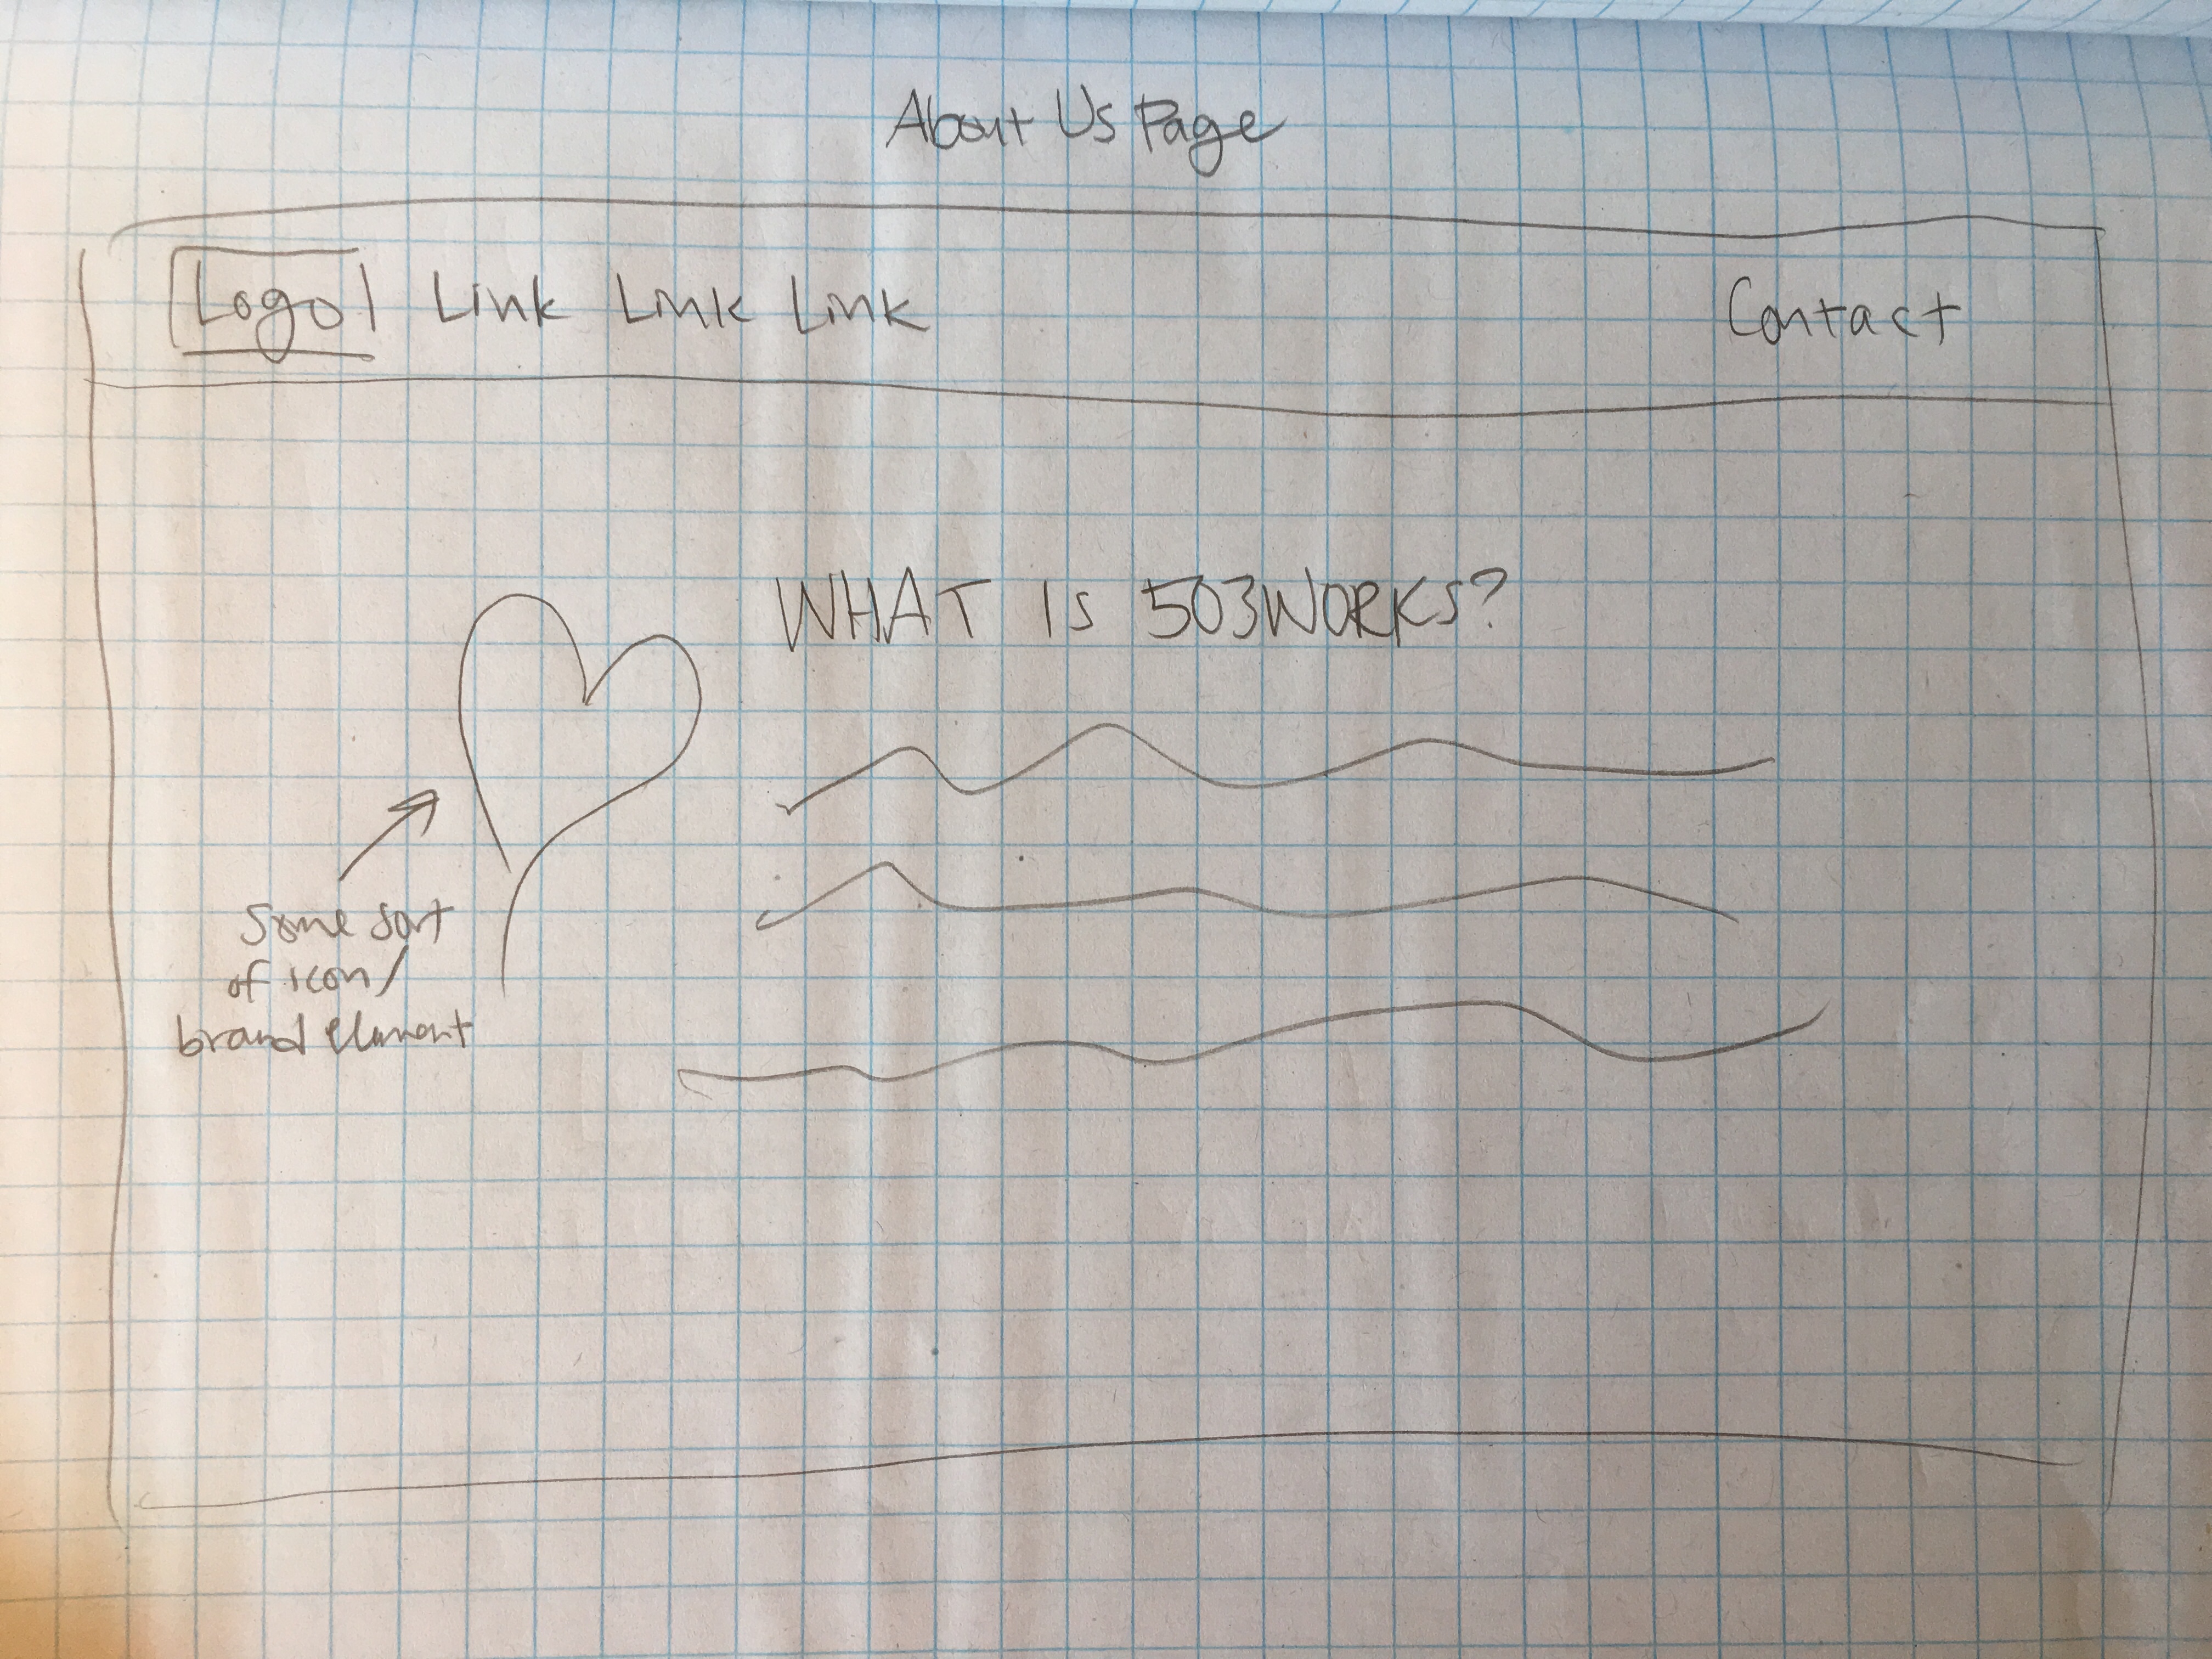 About Us Page
Logo Link Link Link Contact
WHAT IS 503WORKS?
Some sort
of icon/
brand element